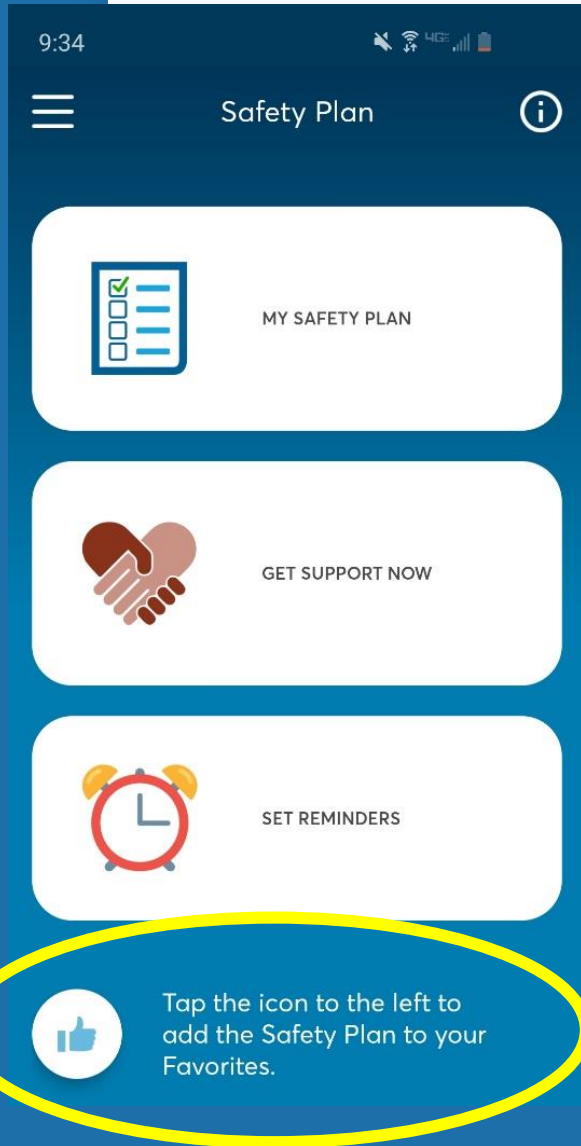 9:34
4GE
Safety Plan
MY SAFETY PLAN
GET SUPPORT NOW
SET REMINDERS
Tap the icon to the left to
add the Safety Plan to your
Favorites.